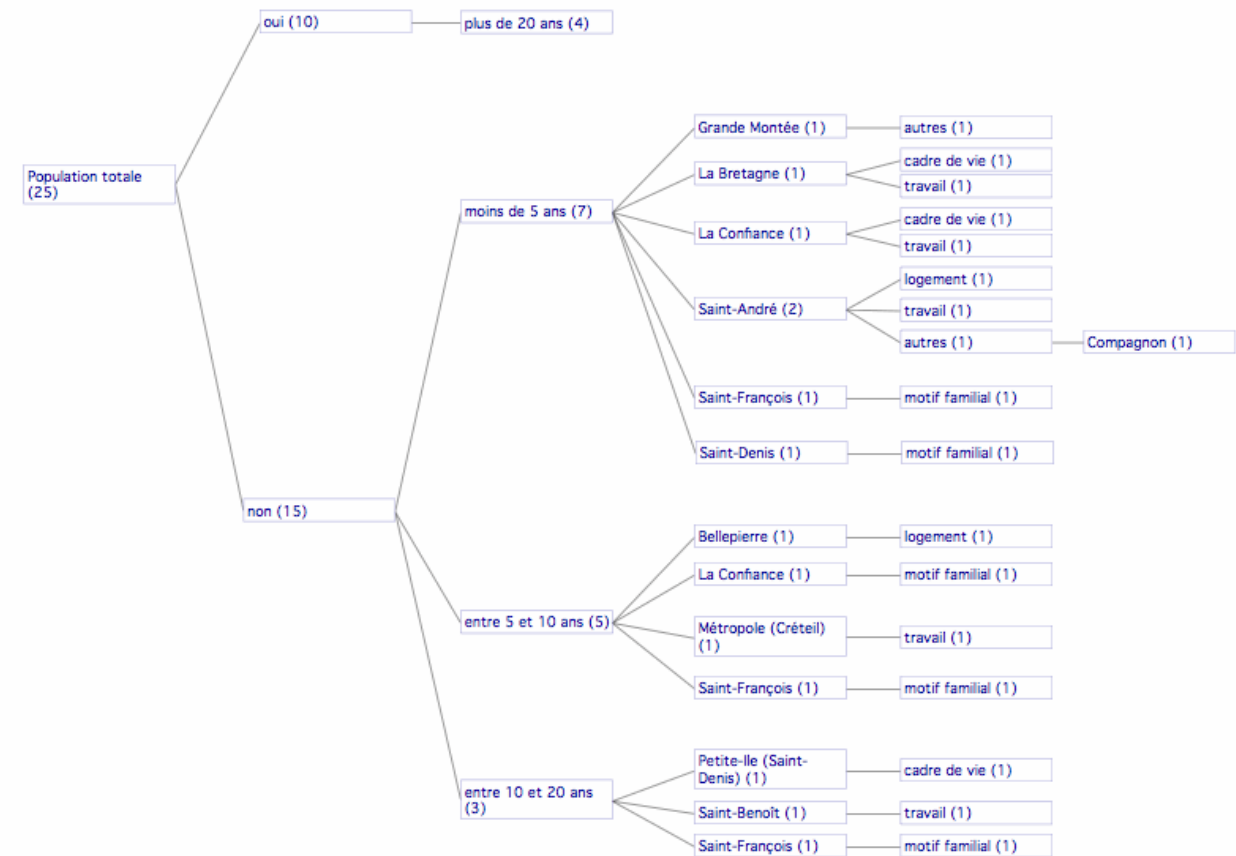 oui (10)
plus de 20 ans (4)
Grande Montée (1)
autres (1)
Population totale
(25)
La Bretagne (1)
cadre de vie (1)
travail (1)
moins de 5 ans (7)
La Confiance (1)
cadre de vie (1)
travail (1)
Saint-André (2)
logement (1)
travail (1)
autres (1)
Compagnon (1)
Saint-François (1)
motif familial (1)
Saint-Denis (1)
motif familial (1)
non (15)
entre 5 et 10 ans (5)
Bellepierre (1)
logement (1)
La Confiance (1)
motif familial (1)
Métropole (Créteil)
(1)
travail (1)
Saint-François (1)
motif familial (1)
entre 10 et 20 ans
(3)
Petite-Ile (Saint-
Denis) (1)
cadre de vie (1)
Saint-Benoît (1)
travail (1)
Saint-François (1)
motif familial (1)